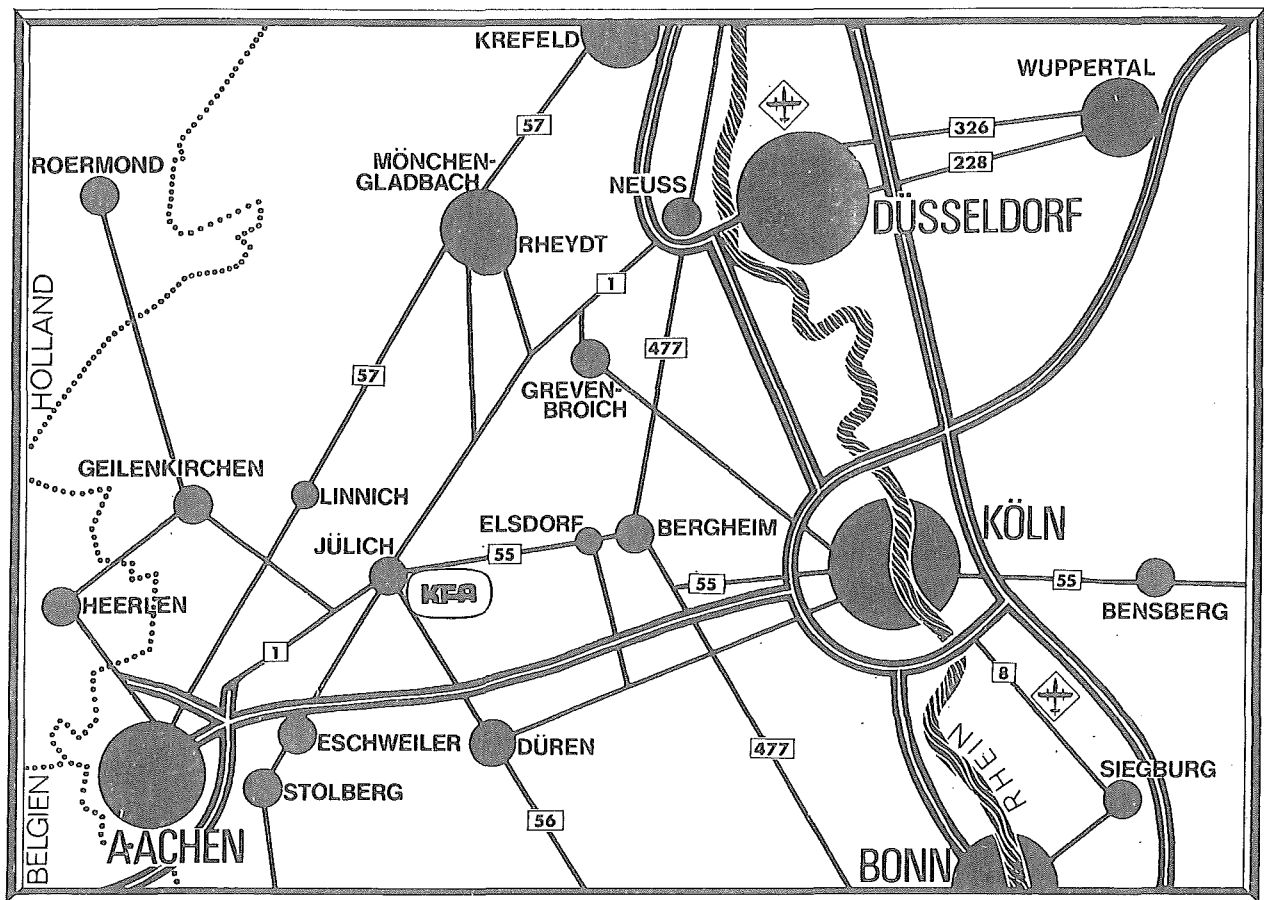 KREFELD
WUPPERTAL
57
326
ROERMOND
MÖNCHEN-
GLADBACH
228
NEUSS
DÜSSELDORF
RHEYDT
1
HOLLAND
477
57
GREVEN-
BROICH
GEILENKIRCHEN
LINNICH
ELSDORF
BERGHEIM
KÖLN
JÜLICH
55
KFA
55
55
HEERLEN
BENSBERG
1
8
ESCHWEILER
DÜREN
477
RHEIN
SIEGBURG
STOLBERG
56
BELGIEN
AACHEN
BONN